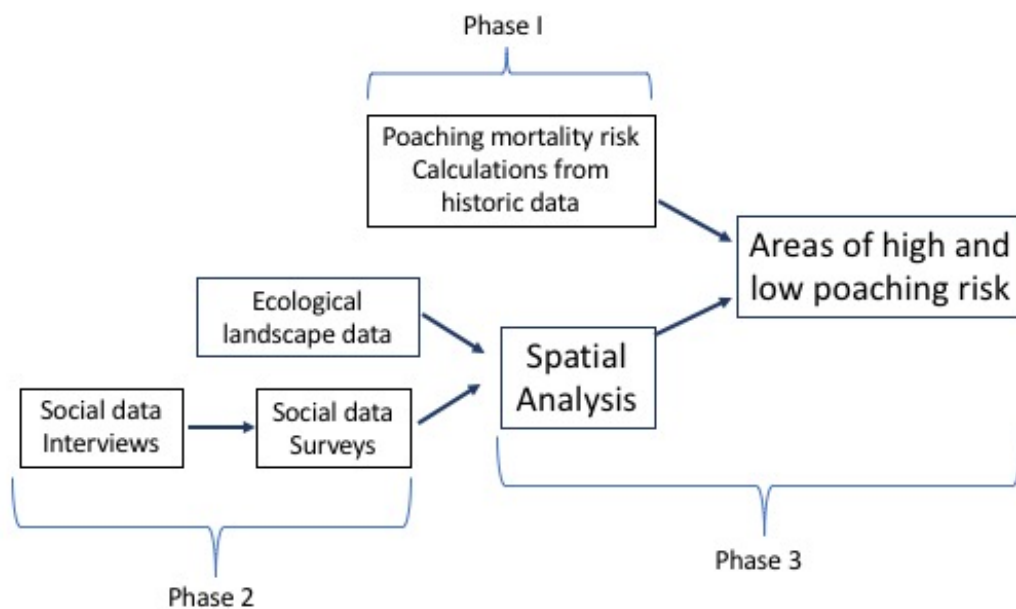 Phase I
Poaching mortality risk
Calculations from
historic data
Areas of high and
low poaching risk
Ecological
landscape data
Spatial
Analysis
Social data
Interviews
Social data
Surveys
Phase 3
Phase 2